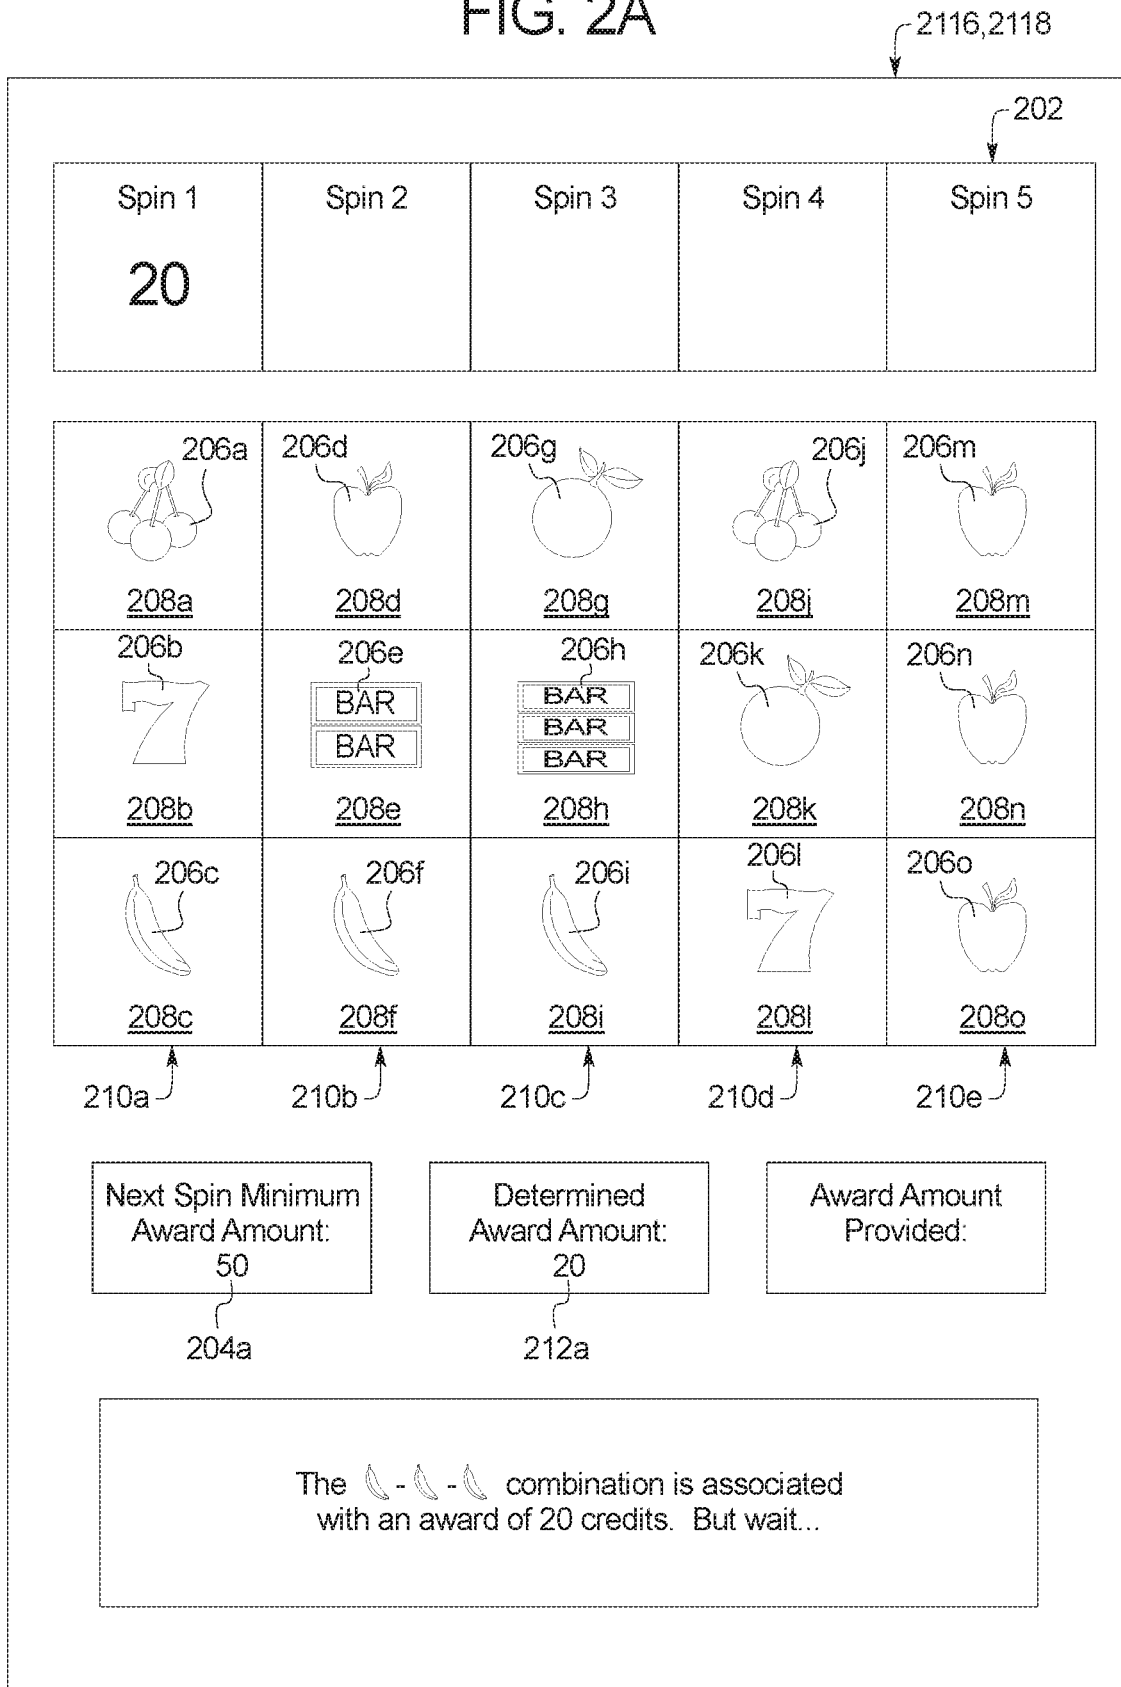 FIG. 2A
2116,2118
202
Spin 1 Spin 2 Spin 3 Spin 4 Spin 5
20
206a 206d 206g 206j 206m
208a 208d 208g 208j 208m
206b 206e 206h 206k 206n
BAR BAR
BAR BAR
BAR
208b 208e 208h 208k 208n
206c 206f 206i 206l 206o
208c 208f 208i 208l 208o
210a 210b 210c 210d 210e
Next Spin Minimum
Award Amount:
50
Determined
Award Amount:
20
Award Amount
Provided:
204a 212a
The - - combination is associated
with an award of 20 credits. But wait...